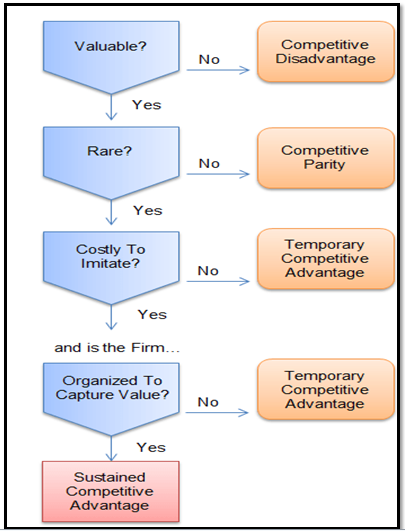 Valuable?
No
Competitive
Disadvantage
Yes
Rare?
No
Competitive
Parity
Yes
Costly To
Imitate?
No
Temporary
Competitive
Advantage
Yes
and is the Firm...
Organized To
Capture Value?
No
Temporary
Competitive
Advantage
Yes
Sustained
Competitive
Advantage